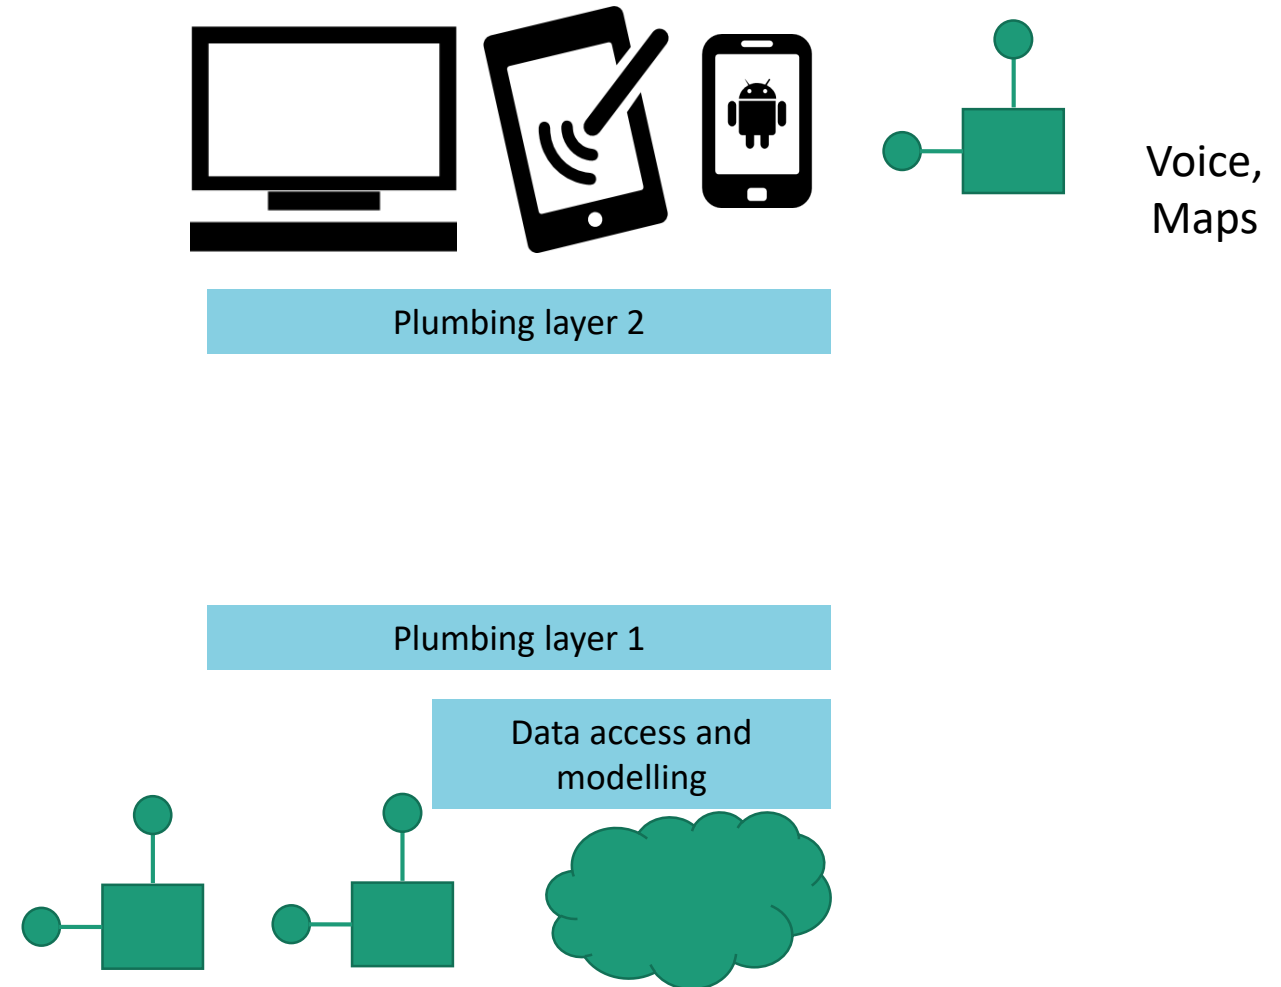 Voice,
Maps
Plumbing layer 2
Plumbing layer 1
Data access and
modelling